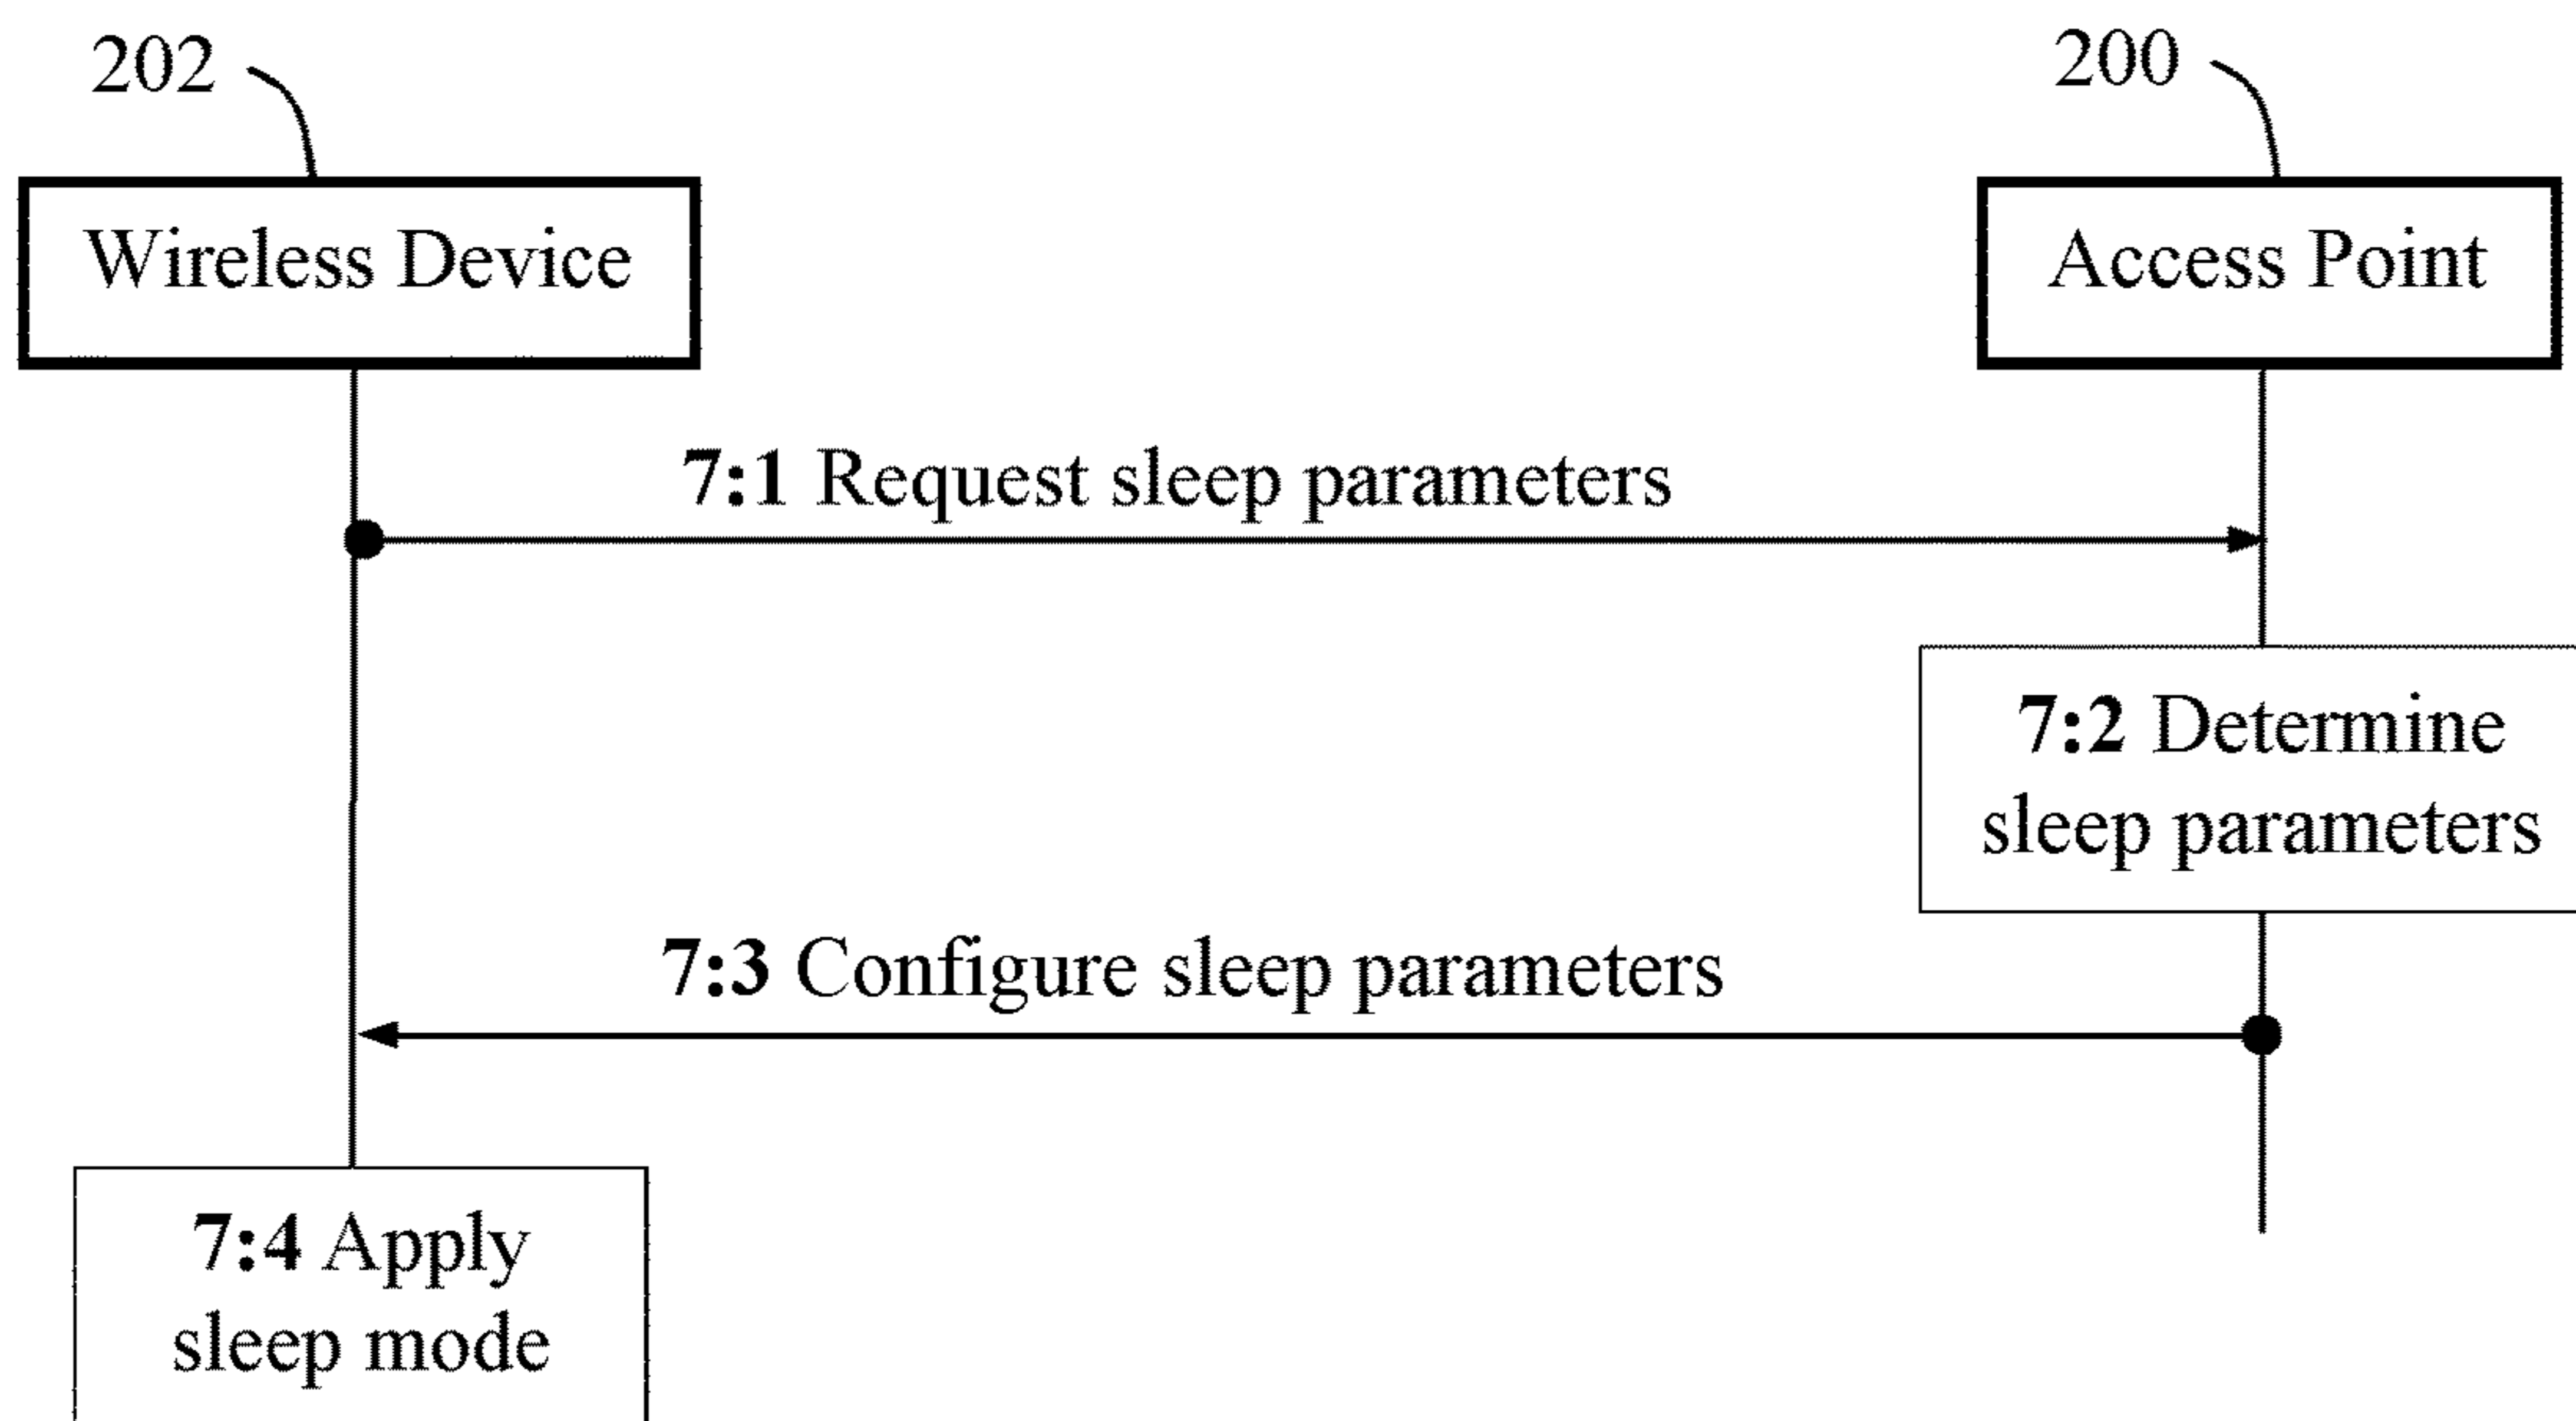 202
200
Wireless Device
Access Point
7:1 Request sleep parameters
7:2 Determine
sleep parameters
7:3 Configure sleep parameters
7:4 Apply
sleep mode